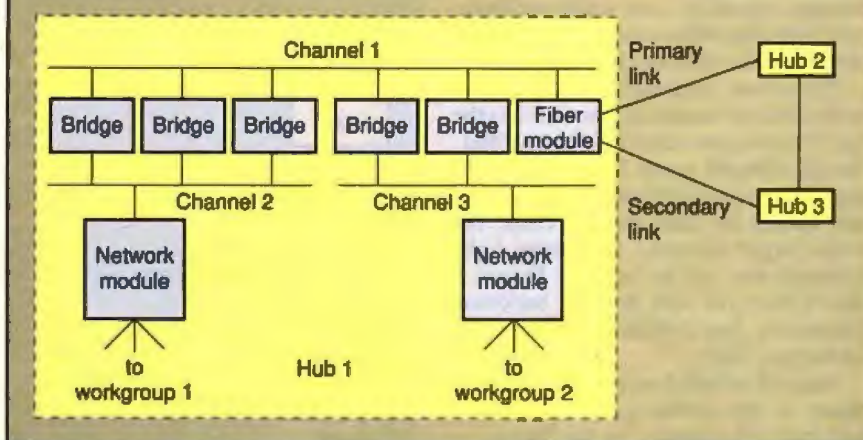 Channel 1
Primary
link
Hub 2
Bridge
Bridge
Bridge
Bridge
Bridge
Fiber
module
Channel 2
Channel 3
Secondary
link
Hub 3
Network
module
Network
module
to
workgroup 1
Hub 1
to
workgroup 2